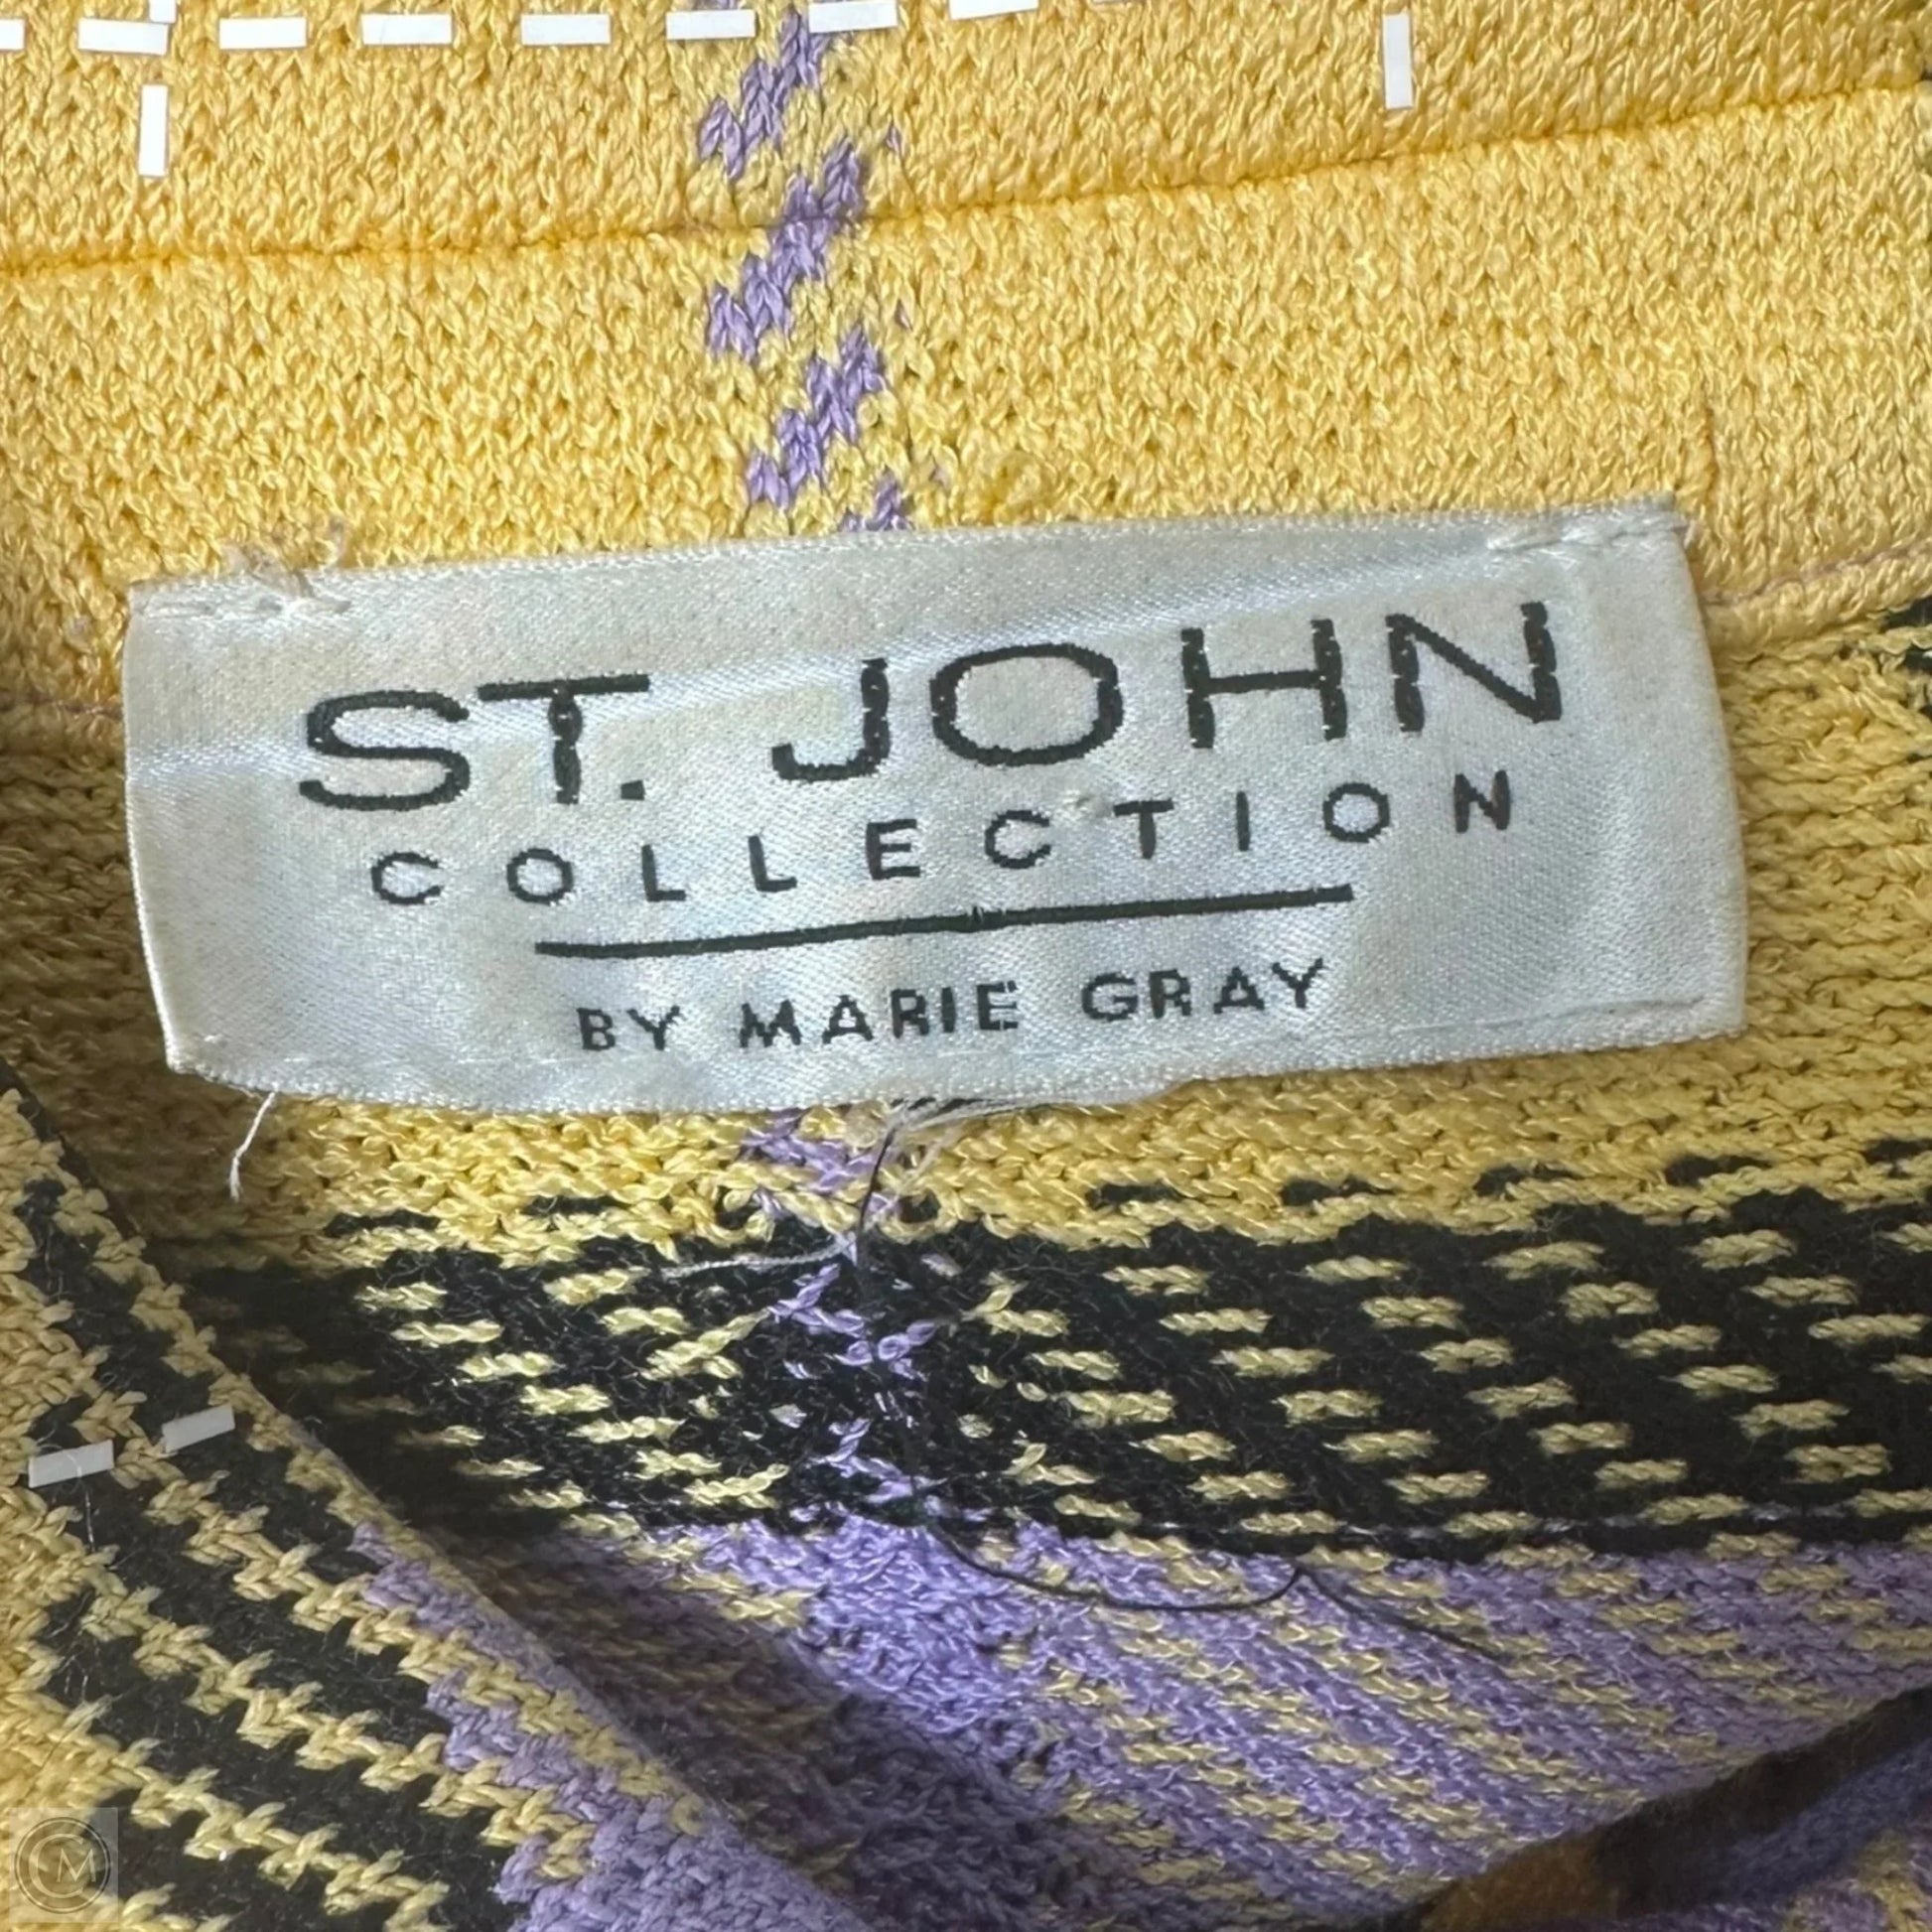 ST. JOHN
COLLECTION
BY MARIE GRAY